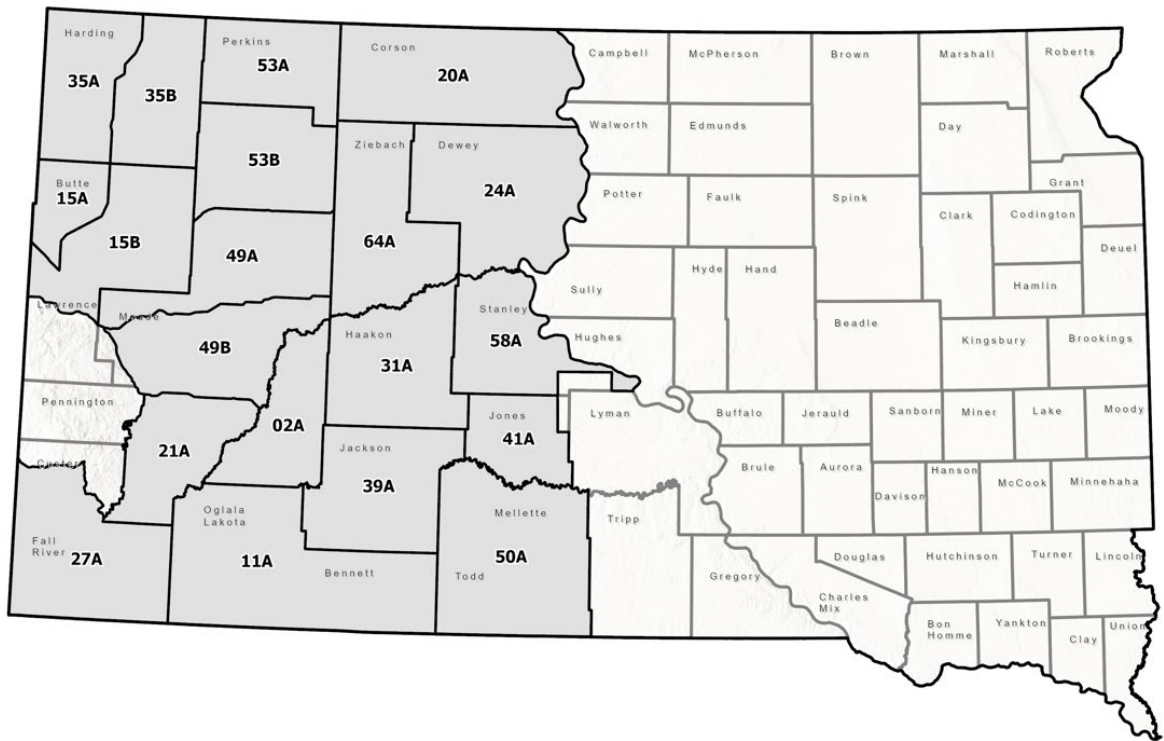 Harding
35A
35B
Perkins
53A
Corson
20A
Campbell
McPherson
Brown
Marshall
Roberts
Walworth
Edmunds
Day
53B
Ziebach
Dewey
24A
Butte
15A
15B
49A
64A
Potter
Faulk
Spink
Grant
Clark
Codington
Deuel
Hamlin
Hyde
Hand
Sully
Lawrence
Meade
49B
Haakon
31A
Stanley
58A
Hughes
Beadle
Kingsbury
Brookings
Pennington
21A
02A
Jones
41A
Lyman
Buffalo
Jerauld
Sanborn
Miner
Lake
Moody
Custer
Jackson
39A
Brule
Aurora
Davison
Hanson
McCook
Minnehaha
Fall
River
27A
Oglala
Lakota
11A
Bennett
Mellette
50A
Todd
Tripp
Gregory
Douglas
Charles
Mix
Hutchinson
Turner
Lincoln
Bon
Homme
Yankton
Clay
Union